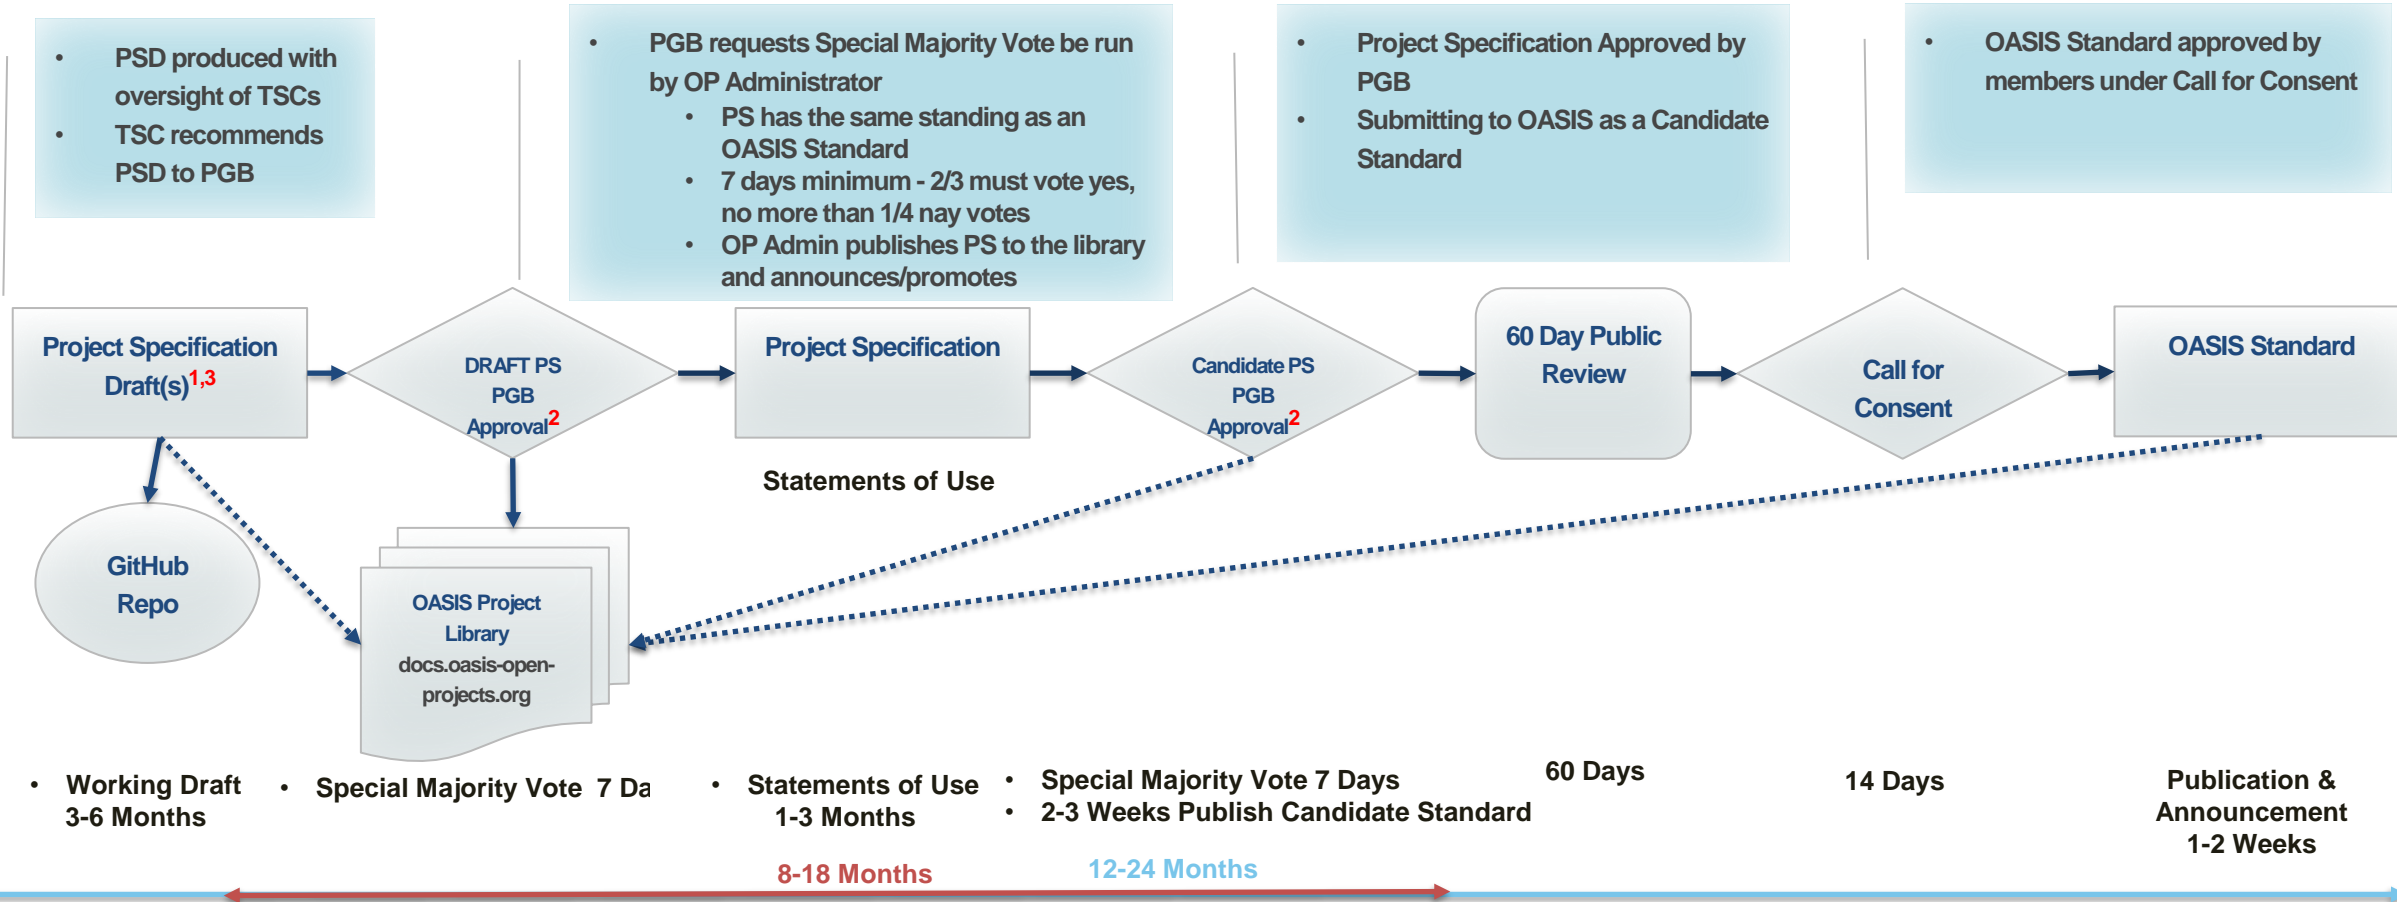 • PSD produced with
oversight of TSCs
• TSC recommends
PSD to PGB
• PGB requests Special Majority Vote be run
by OP Administrator
• PS has the same standing as an
OASIS Standard
• 7 days minimum - 2/3 must vote yes,
no more than 1/4 nay votes
• OP Admin publishes PS to the library
and announces/promotes
• Project Specification Approved by
PGB
• Submitting to OASIS as a Candidate
Standard
• OASIS Standard approved by
members under Call for Consent
Project Specification
Draft(s)1,3
DRAFT PS
PGB
Approval2
Project Specification
Candidate PS
PGB
Approval2
60 Day Public
Review
Call for
Consent
OASIS Standard
Statements of Use
GitHub
Repo
OASIS Project
Library
docs.oasis-open-
projects.org
• Working Draft
3-6 Months
• Special Majority Vote 7 Da
• Statements of Use
1-3 Months
• Special Majority Vote 7 Days
• 2-3 Weeks Publish Candidate Standard
60 Days
14 Days
Publication &
Announcement
1-2 Weeks
8-18 Months
12-24 Months